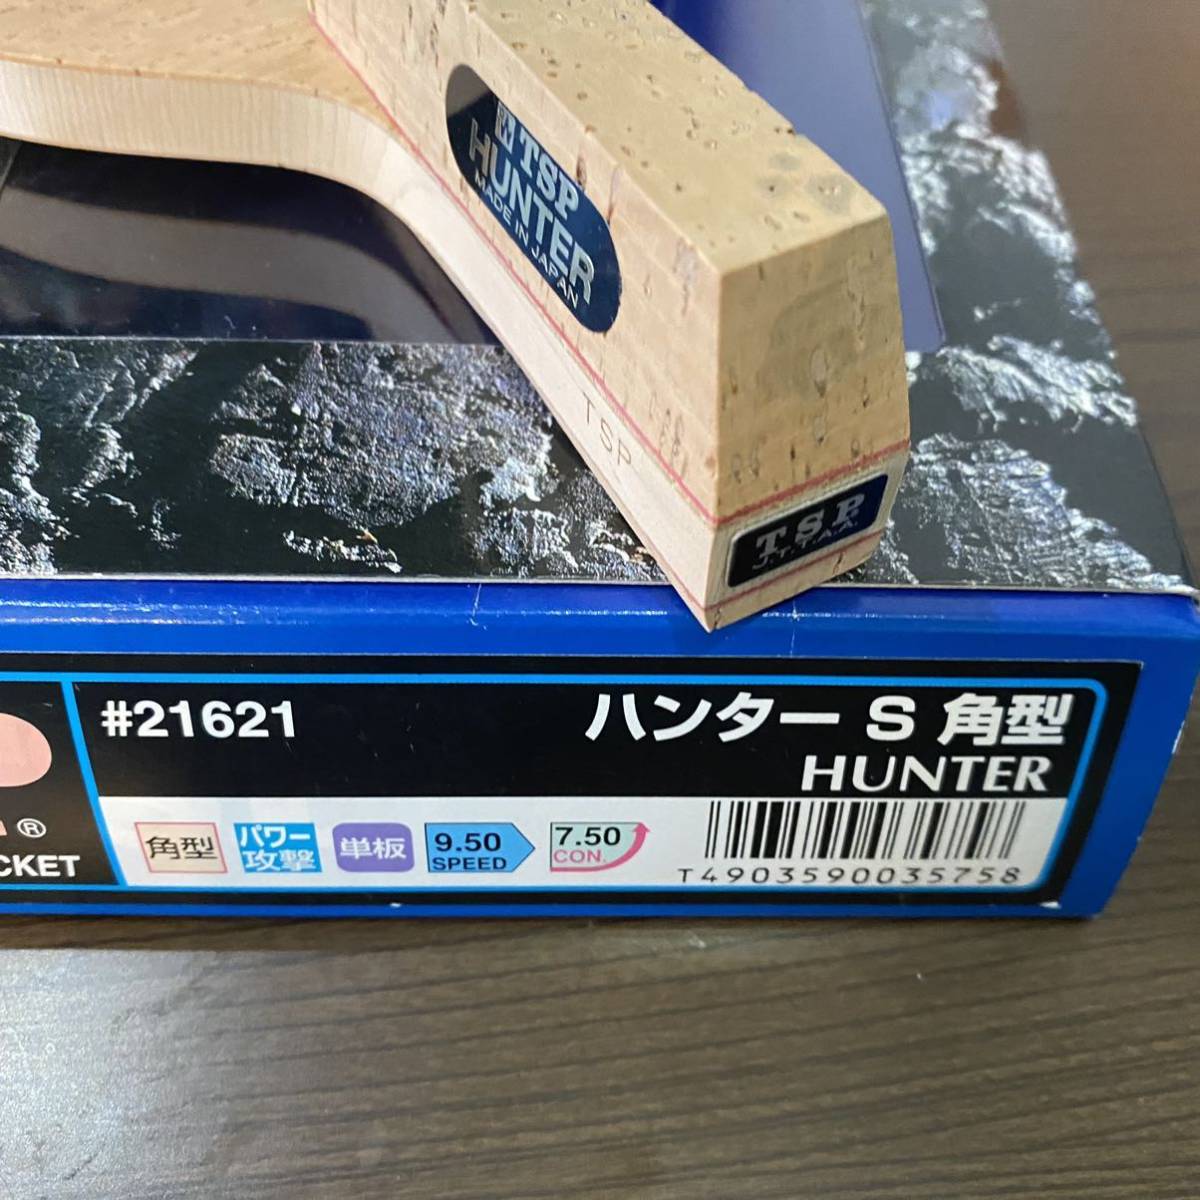 TSP
HUNTER
MADE IN JAPAN
TSP
TSP
J.T.T.A.A.
#21621
ハンター S 角型
HUNTER
角型
パワー
攻撃
単板
9.50
SPEED
7.50
CON.
T4903590035758
®
CKET